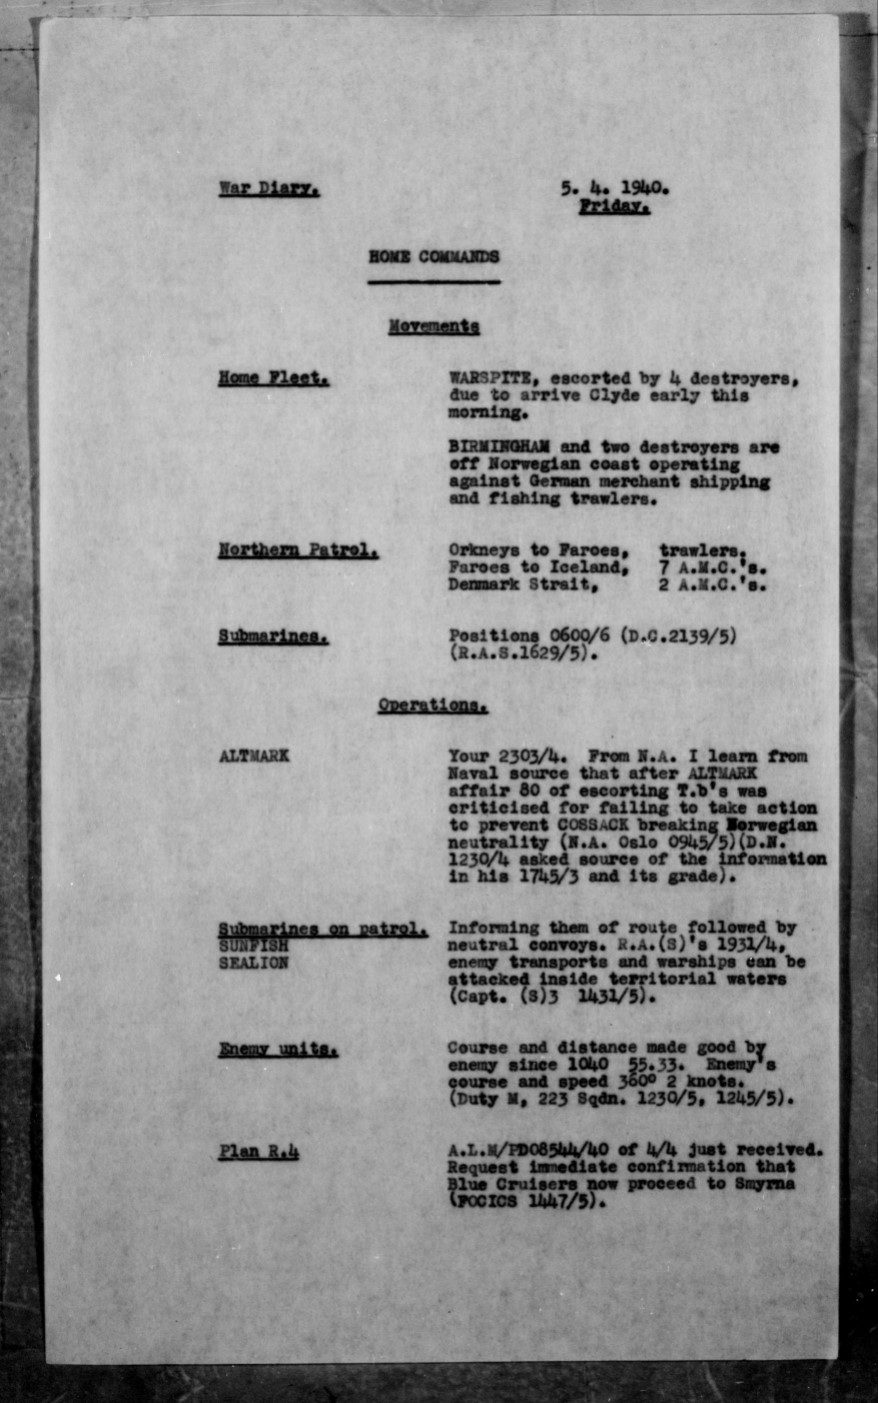 War Diary. 5. 4. 1940.
Friday.
HOME COMMANDS
Movements
Home Fleet. WARSPITE, escorted by 4 destroyers,
due to arrive Clyde early this
morning.
BIRMINGHAM and two destroyers are
off Norwegian coast operating
against German merchant shipping
and fishing trawlers.
Northern Patrol. Orkneys to Faroes, trawlers.
Faroes to Iceland, 7 A.M.C.'s.
Denmark Strait, 2 A.M.C.'s.
Submarines. Positions 0600/6 (D.C.2139/5)
(R.A.S.1629/5).
Operations.
ALTMARK Your 2303/4. From N.A. I learn from
Naval source that after ALTMARK
affair SO of escorting T.b's was
criticised for failing to take action
to prevent COSSACK breaking Norwegian
neutrality (N.A. Oslo 0945/5)(D.N.
1230/4 asked source of the information
in his 1745/3 and its grade).
Submarines on patrol. Informing them of route followed by
SUNFISH neutral convoys. R.A.(S)'s 1931/4,
SEALION enemy transports and warships can be
attacked inside territorial waters
(Capt. (S)3 1431/5).
Enemy units. Course and distance made good by
enemy since 1040 55.33. Enemy's
course and speed 360° 2 knots.
(Duty M, 223 Sqdn. 1230/5, 1245/5).
Plan R.4 A.L.M/PD08544/40 of 4/4 just received.
Request immediate confirmation that
Blue Cruisers now proceed to Smyrna
(FOCICS 1447/5).